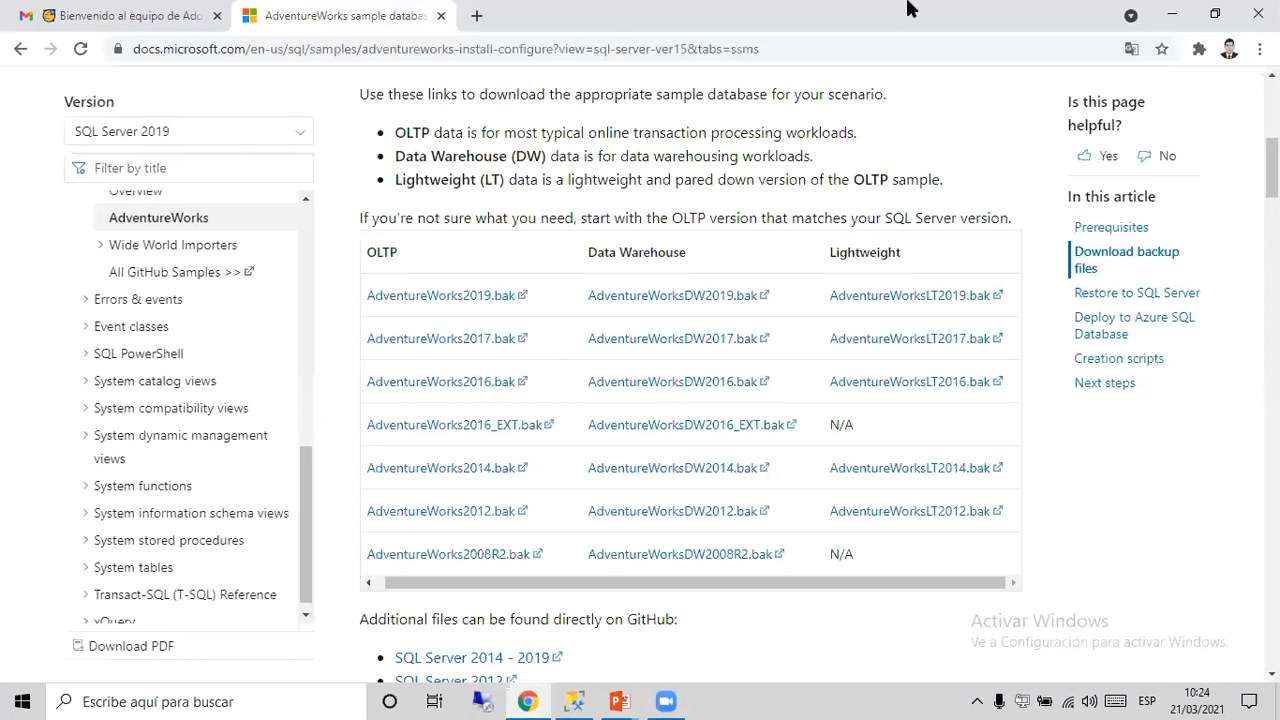 Bienvenido al equipo de Ado
AdventureWorks sample databas
docs.microsoft.com/en-us/sql/samples/adventureworks-install-configure?view=sql-server-ver15&tabs=ssms
Version
SQL Server 2019
Filter by title
Overview
AdventureWorks
Wide World Importers
All GitHub Samples >>
Errors & events
Event classes
SQL PowerShell
System catalog views
System compatibility views
System dynamic management
views
System functions
System information schema views
System stored procedures
System tables
Transact-SQL (T-SQL) Reference
xQuery
Download PDF
Use these links to download the appropriate sample database for your scenario.
• OLTP data is for most typical online transaction processing workloads.
• Data Warehouse (DW) data is for data warehousing workloads.
• Lightweight (LT) data is a lightweight and pared down version of the OLTP sample.
If you're not sure what you need, start with the OLTP version that matches your SQL Server version.
OLTP Data Warehouse Lightweight
AdventureWorks2019.bak AdventureWorksDW2019.bak AdventureWorksLT2019.bak
AdventureWorks2017.bak AdventureWorksDW2017.bak AdventureWorksLT2017.bak
AdventureWorks2016.bak AdventureWorksDW2016.bak AdventureWorksLT2016.bak
AdventureWorks2016_EXT.bak AdventureWorksDW2016_EXT.bak N/A
AdventureWorks2014.bak AdventureWorksDW2014.bak AdventureWorksLT2014.bak
AdventureWorks2012.bak AdventureWorksDW2012.bak AdventureWorksLT2012.bak
AdventureWorks2008R2.bak AdventureWorksDW2008R2.bak N/A
Additional files can be found directly on GitHub:
• SQL Server 2014 - 2019
• SQL Server 2012
Is this page
helpful?
Yes No
In this article
Prerequisites
Download backup
files
Restore to SQL Server
Deploy to Azure SQL
Database
Creation scripts
Next steps
Activar Windows
Ve a Configuración para activar Windows.
Escribe aquí para buscar
ESP
10:24
21/03/2021